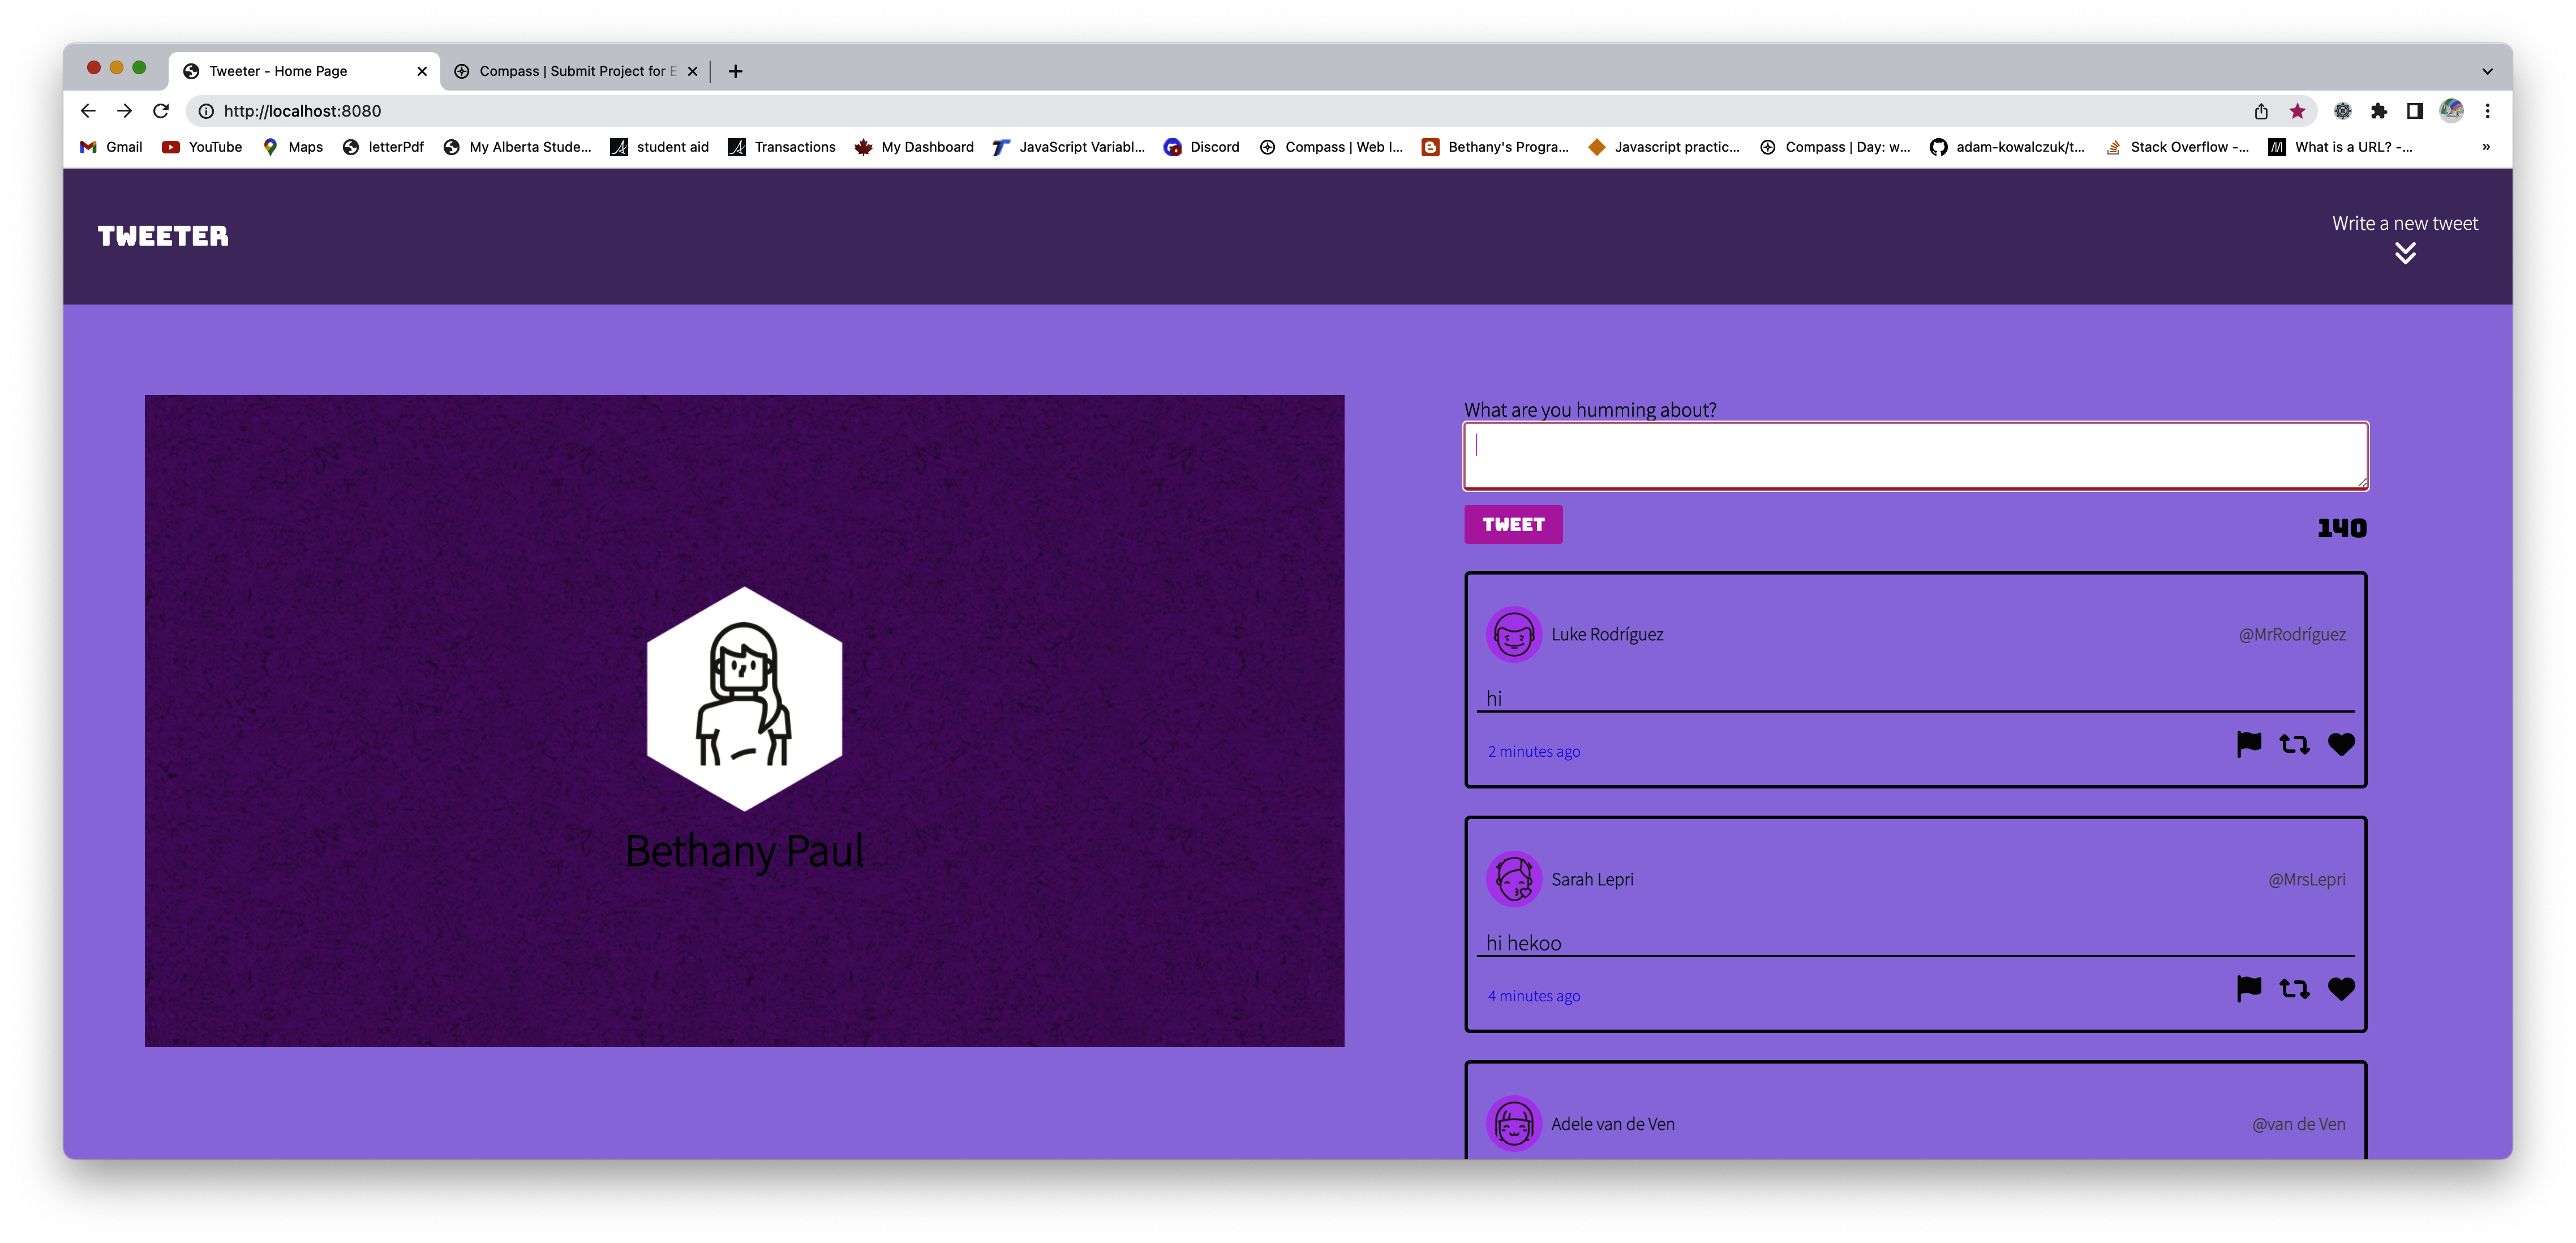 Tweeter - Home Page
Compass | Submit Project for E
http://localhost:8080
Gmail YouTube Maps letterPdf My Alberta Stude... student aid Transactions My Dashboard JavaScript Variabl... Discord Compass | Web I... Bethany's Progra... Javascript practic... Compass | Day: w... adam-kowalczuk/t... Stack Overflow -... What is a URL? -... »
TWEETER
Write a new tweet
Bethany Paul
What are you humming about?
TWEET
140
Luke Rodríguez @MrRodríguez
hi
2 minutes ago
Sarah Lepri @MrsLepri
hi hekoo
4 minutes ago
Adele van de Ven @van de Ven